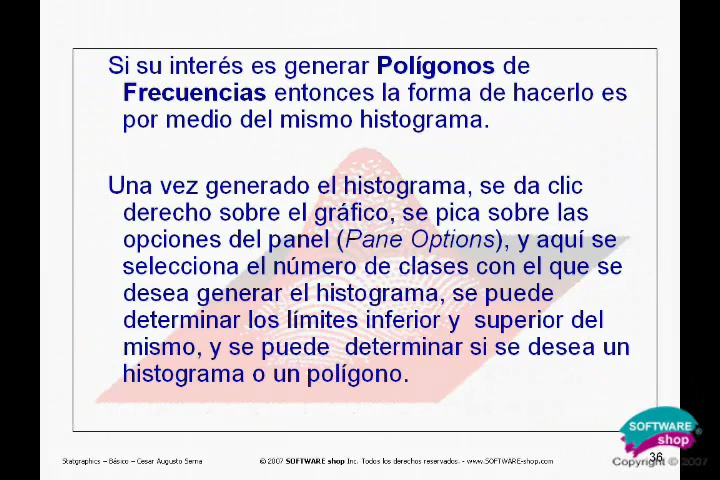 Si su interés es generar Polígonos de
Frecuencias entonces la forma de hacerlo es
por medio del mismo histograma.
Una vez generado el histograma, se da clic
derecho sobre el gráfico, se pica sobre las
opciones del panel (Pane Options), y aquí se
selecciona el número de clases con el que se
desea generar el histograma, se puede
determinar los límites inferior y superior del
mismo, y se puede determinar si se desea un
histograma o un polígono.
SOFTWARE
shop
®
Statgraphics – Básico – Cesar Augusto Serna
© 2007 SOFTWARE shop Inc. Todos los derechos reservados. - www.SOFTWARE-shop.com
36
Copyright © 2007